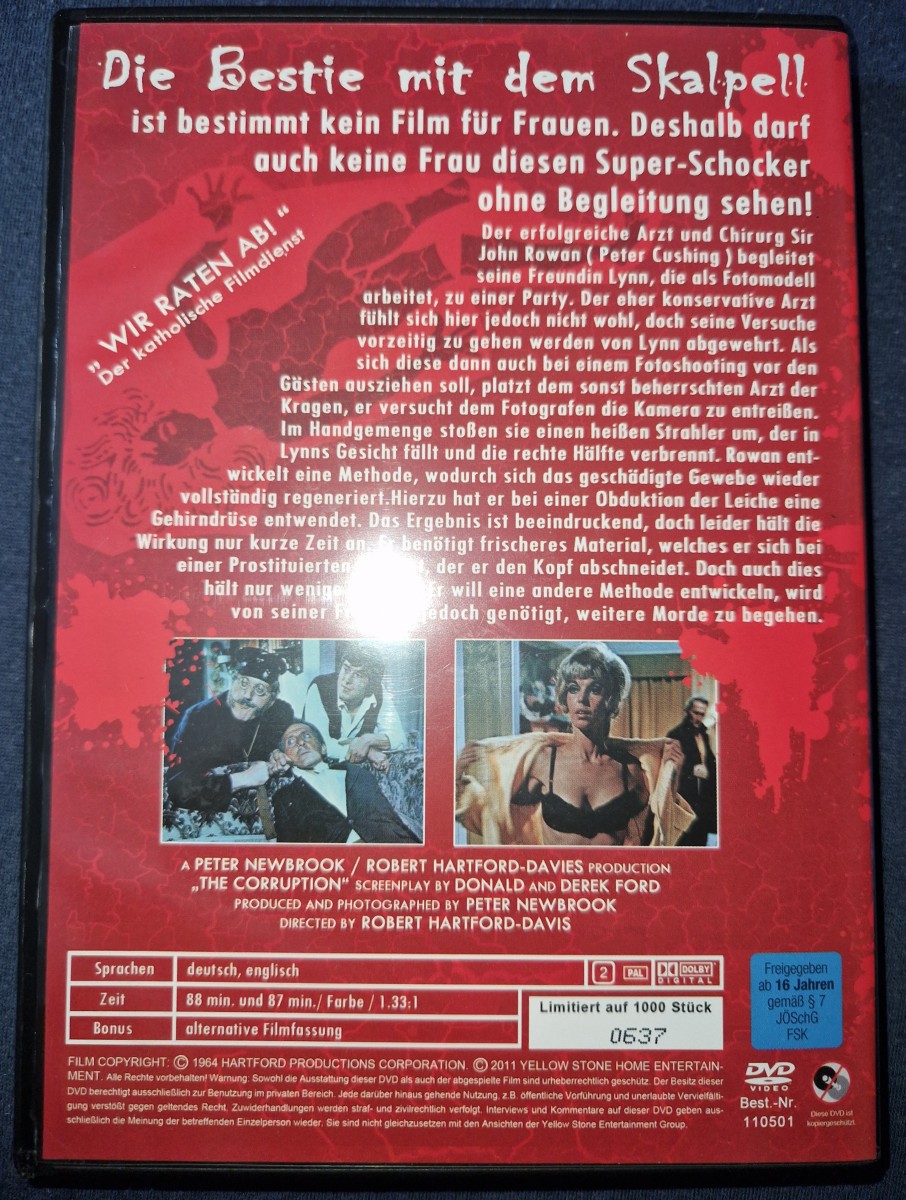 Die Bestie mit dem Skalpell
ist bestimmt kein Film für Frauen. Deshalb darf
auch keine Frau diesen Super-Schocker
ohne Begleitung sehen!
„ WIR RATEN AB! “
Der katholische Filmdienst
Der erfolgreiche Arzt und Chirurg Sir
John Rowan ( Peter Cushing ) begleitet
seine Freundin Lynn, die als Fotomodell
arbeitet, zu einer Party. Der eher konservative Arzt
fühlt sich hier jedoch nicht wohl, doch seine Versuche
vorzeitig zu gehen werden von Lynn abgewehrt. Als
sich diese dann auch bei einem Fotoshooting vor den
Gästen ausziehen soll, platzt dem sonst beherrschten Arzt der
Kragen, er versucht dem Fotografen die Kamera zu entreißen.
Im Handgemenge stoßen sie einen heißen Strahler um, der in
Lynns Gesicht fällt und die rechte Hälfte verbrennt. Rowan ent-
wickelt eine Methode, wodurch sich das geschädigte Gewebe wieder
vollständig regeneriert.Hierzu hat er bei einer Obduktion der Leiche eine
Gehirndrüse entwendet. Das Ergebnis ist beeindruckend, doch leider hält die
Wirkung nur kurze Zeit an. Er benötigt frischeres Material, welches er sich bei
einer Prostituierten der er den Kopf abschneidet. Doch auch dies
hält nur wenige Er will eine andere Methode entwickeln, wird
von seiner jedoch genötigt, weitere Morde zu begehen.
A PETER NEWBROOK / ROBERT HARTFORD-DAVIES PRODUCTION
„THE CORRUPTION“ SCREENPLAY BY DONALD AND DEREK FORD
PRODUCED AND PHOTOGRAPHED BY PETER NEWBROOK
DIRECTED BY ROBERT HARTFORD-DAVIS
Sprachen deutsch, englisch 2 PAL DOLBY DIGITAL
Zeit 88 min. und 87 min./ Farbe / 1.33:1
Bonus alternative Filmfassung
Limitiert auf 1000 Stück
0637
Freigegeben
ab 16 Jahren
gemäß § 7
JÖSchG
FSK
FILM COPYRIGHT: © 1964 HARTFORD PRODUCTIONS CORPORATION. © 2011 YELLOW STONE HOME ENTERTAIN-
MENT. Alle Rechte vorbehalten! Warnung: Sowohl die Ausstattung dieser DVD als auch der abgespielte Film sind urheberrechtlich geschütz. Der Besitz dieser
DVD berechtigt ausschließlich zur Benutzung im privaten Bereich. Jede darüber hinaus gehende Nutzung, z.B. öffentliche Vorführung und unerlaubte Vervielfälti-
gung verstößt gegen geltendes Recht. Zuwiderhandlungen werden straf- und zivilrechtlich verfolgt. Interviews und Kommentare auf dieser DVD geben aus-
schließlich die Meinung der betreffenden Einzelperson wieder. Sie sind nicht gleichzusetzen mit den Ansichten der Yellow Stone Entertainment Group.
DVD
VIDEO
Best.-Nr.
110501
Diese DVD ist
kopiergeschützt